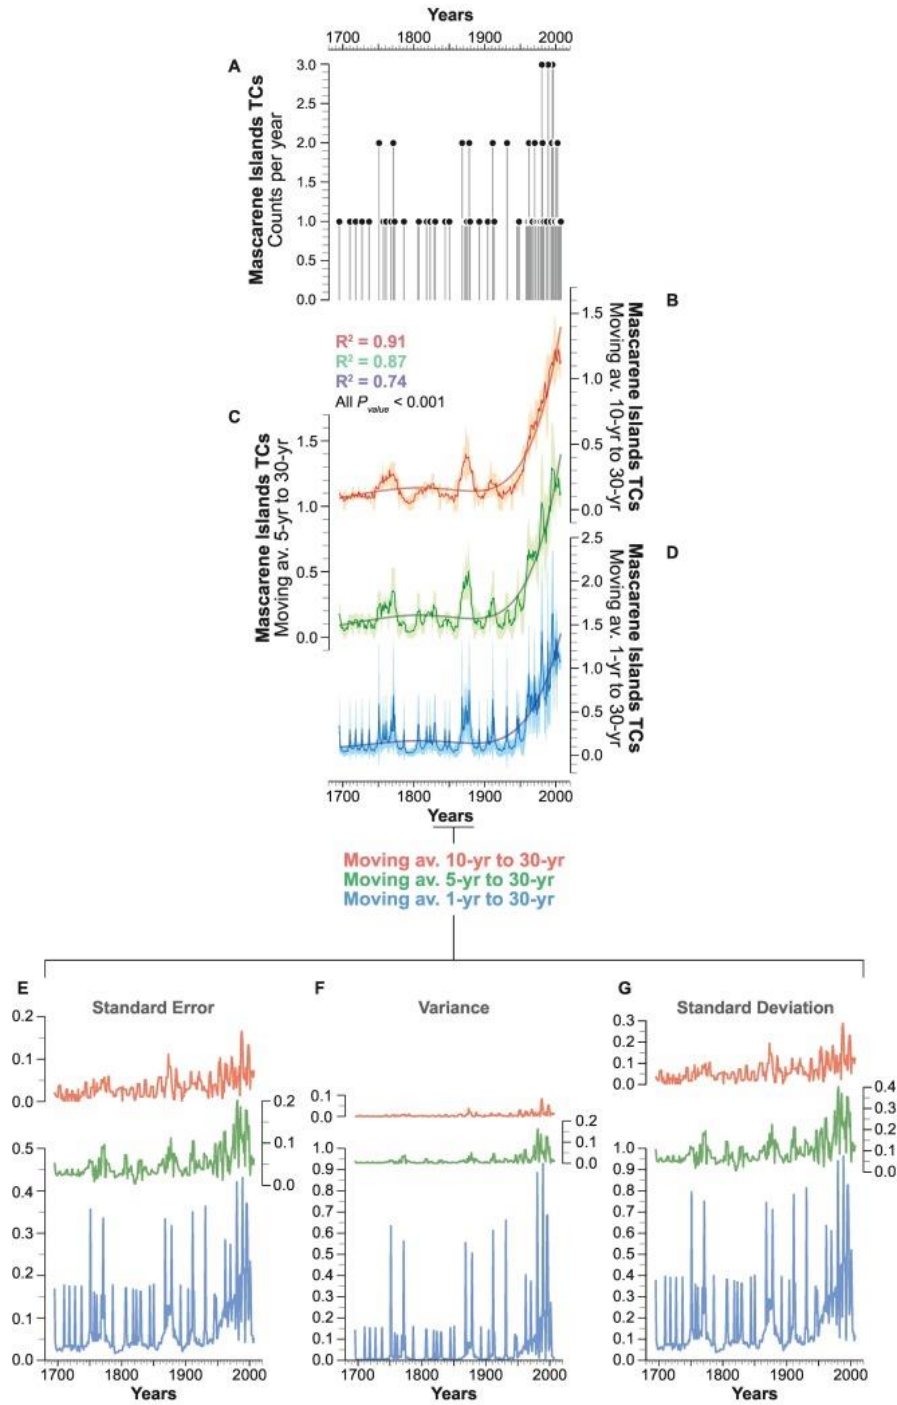 Years
1700 1800 1900 2000
A
Mascarene Islands TCs
Counts per year
3.0
2.5
2.0
1.5
1.0
0.5
0.0
B
Mascarene Islands TCs
Moving av. 10-yr to 30-yr
1.5
1.0
0.5
0.0
R² = 0.91
R² = 0.87
R² = 0.74
All Pvalue < 0.001
C
Mascarene Islands TCs
Moving av. 5-yr to 30-yr
1.5
1.0
0.5
0.0
D
Mascarene Islands TCs
Moving av. 1-yr to 30-yr
2.5
2.0
1.5
1.0
0.5
0.0
1700 1800 1900 2000
Years
Moving av. 10-yr to 30-yr
Moving av. 5-yr to 30-yr
Moving av. 1-yr to 30-yr
E
Standard Error
0.2
0.1
0.0
0.2
0.1
0.0
0.5
0.4
0.3
0.2
0.1
0.0
1700 1800 1900 2000
Years
F
Variance
0.1
0.0
0.2
0.1
0.0
1.0
0.9
0.8
0.7
0.6
0.5
0.4
0.3
0.2
0.1
0.0
1700 1800 1900 2000
Years
G
Standard Deviation
0.3
0.2
0.1
0.0
0.4
0.3
0.2
0.1
0.0
1.0
0.9
0.8
0.7
0.6
0.5
0.4
0.3
0.2
0.1
0.0
1700 1800 1900 2000
Years